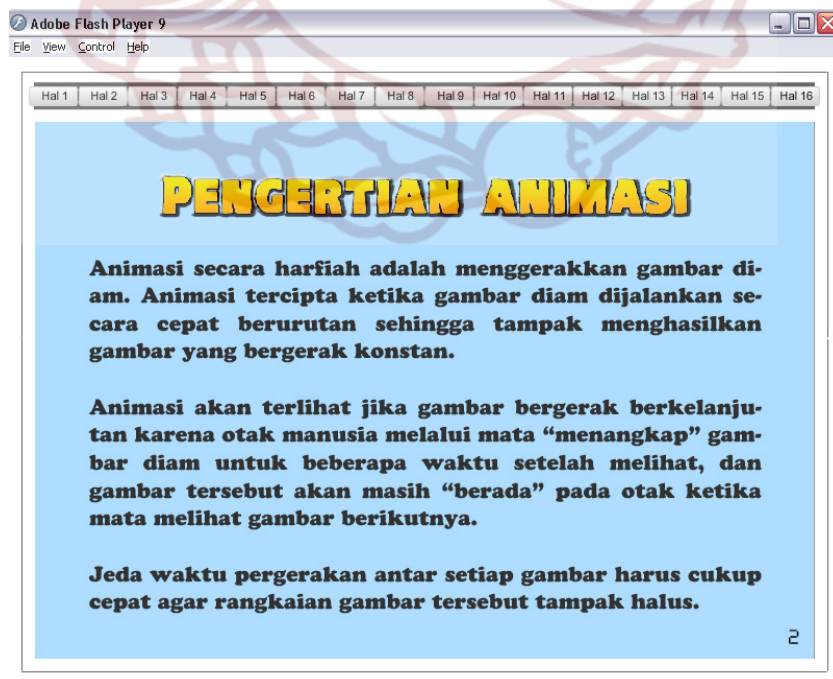 Adobe Flash Player 9
File View Control Help
Hal 1 Hal 2 Hal 3 Hal 4 Hal 5 Hal 6 Hal 7 Hal 8 Hal 9 Hal 10 Hal 11 Hal 12 Hal 13 Hal 14 Hal 15 Hal 16
PENGERTIAN ANIMASI
Animasi secara harfiah adalah menggerakkan gambar di-
am. Animasi tercipta ketika gambar diam dijalankan se-
cara cepat berurutan sehingga tampak menghasilkan
gambar yang bergerak konstan.
Animasi akan terlihat jika gambar bergerak berkelanju-
tan karena otak manusia melalui mata “menangkap” gam-
bar diam untuk beberapa waktu setelah melihat, dan
gambar tersebut akan masih “berada” pada otak ketika
mata melihat gambar berikutnya.
Jeda waktu pergerakan antar setiap gambar harus cukup
cepat agar rangkaian gambar tersebut tampak halus.
2